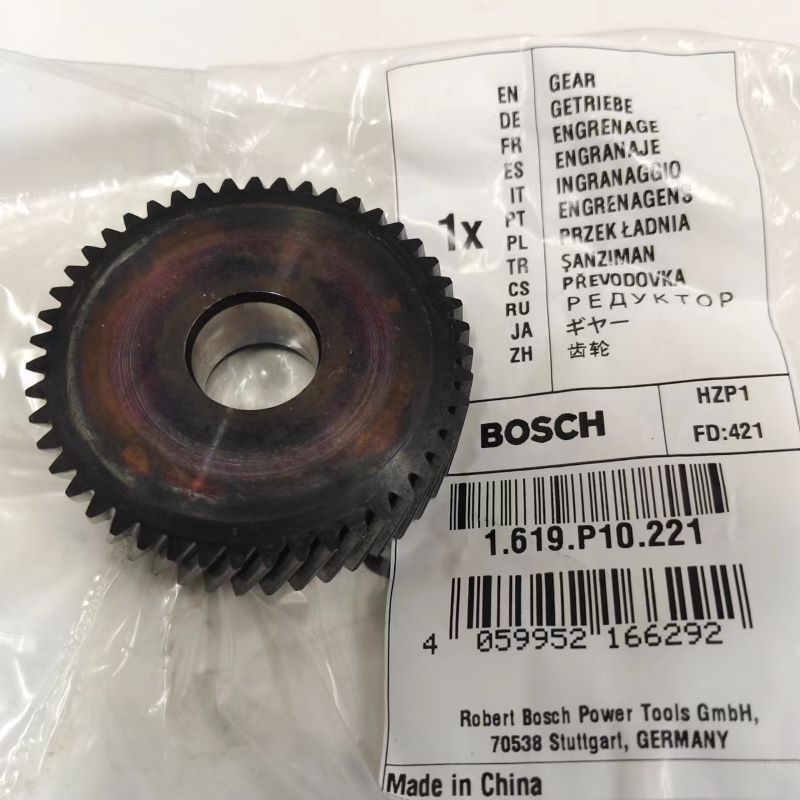 1x
EN GEAR
DE GETRIEBE
FR ENGRENAGE
ES ENGRANAJE
IT INGRANAGGIO
PT ENGRENAGENS
PL PRZEKŁADNIA
TR ŞANZIMAN
CS PŘEVODOVKA
RU РЕДУКТОР
JA ギヤー
ZH 齿轮
BOSCH
HZP1
FD:421
1.619.P10.221
4 059952 166292
Robert Bosch Power Tools GmbH,
70538 Stuttgart, GERMANY
Made in China